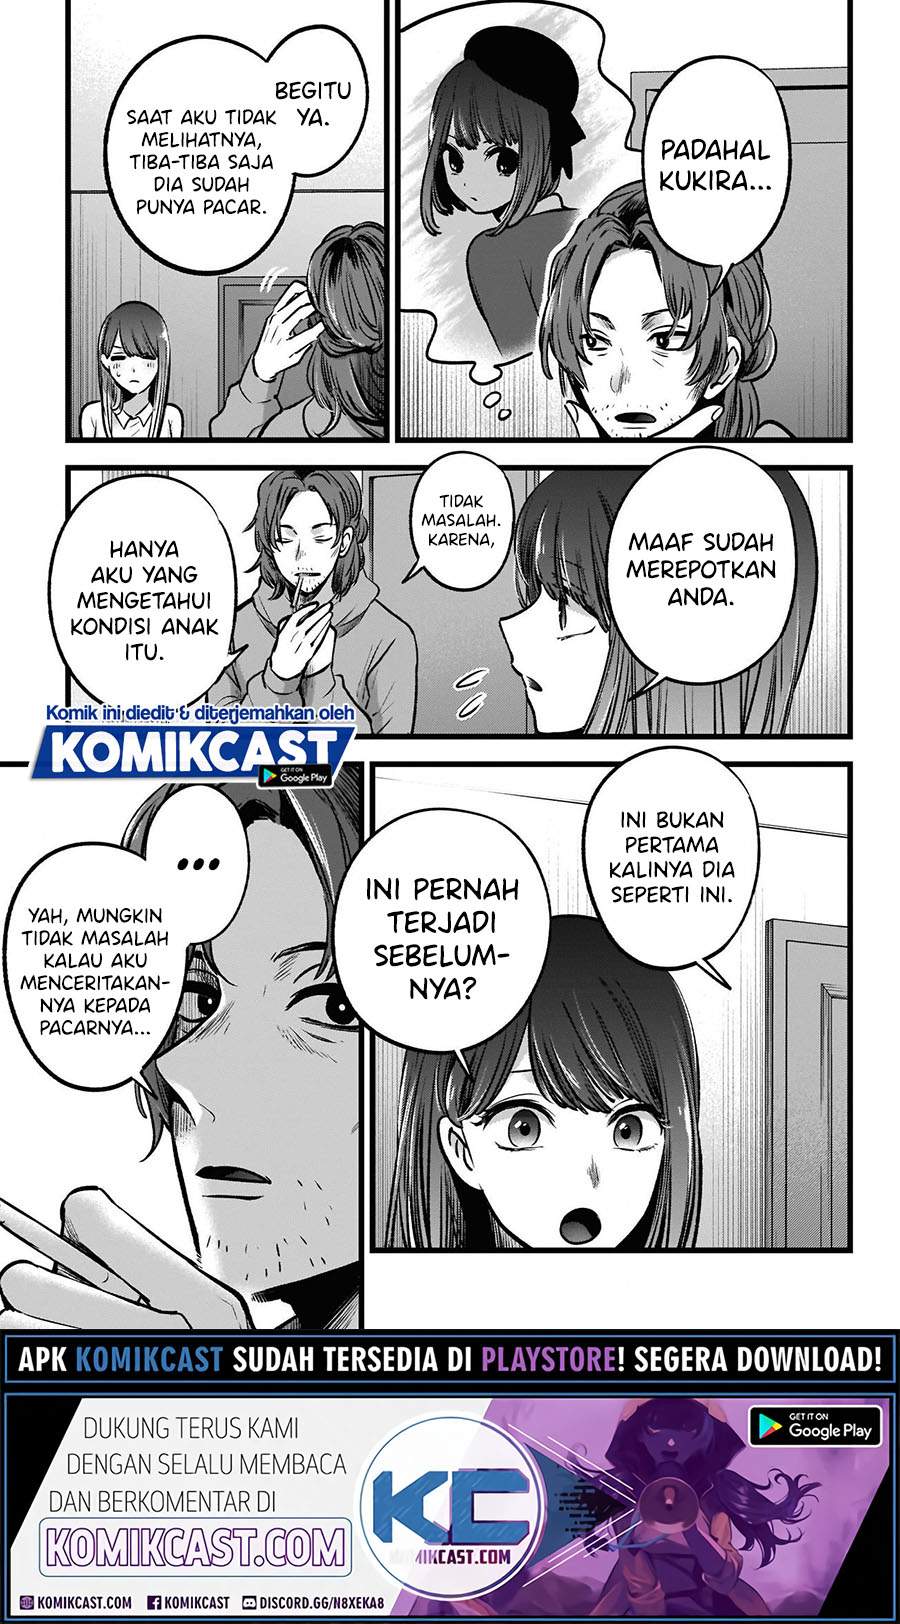 PADAHAL
KUKIRA...
BEGITU
YA.
SAAT AKU TIDAK
MELIHATNYA,
TIBA-TIBA SAJA
DIA SUDAH
PUNYA PACAR.
MAAF SUDAH
MEREPOTKAN
ANDA.
TIDAK
MASALAH.
KARENA,
HANYA
AKU YANG
MENGETAHUI
KONDISI ANAK
ITU.
Komik ini diedit & diterjemahkan oleh
KOMIKCAST
GET IT ON
Google Play
INI BUKAN
PERTAMA
KALINYA DIA
SEPERTI INI.
INI PERNAH
TERJADI
SEBELUM-
NYA?
...
YAH, MUNGKIN
TIDAK MASALAH
KALAU AKU
MENCERITAKAN-
NYA KEPADA
PACARNYA...
APK KOMIKCAST SUDAH TERSEDIA DI PLAYSTORE! SEGERA DOWNLOAD!
DUKUNG TERUS KAMI
DENGAN SELALU MEMBACA
DAN BERKOMENTAR DI
KOMIKCAST.COM
KOMIKCAST.COM KOMIKCAST DISCORD.GG/N8XEKA8
KC
KOMIKCAST.COM
GET IT ON
Google Play